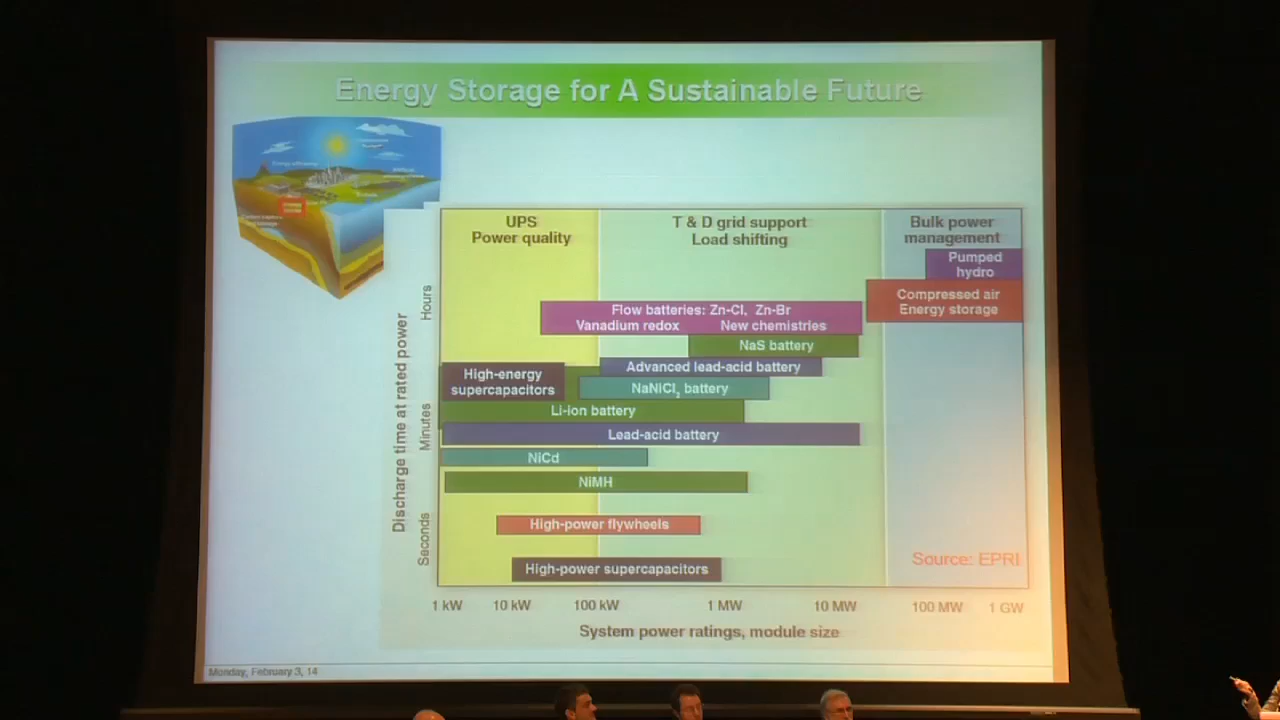 Energy Storage for A Sustainable Future
UPS
Power quality
T & D grid support
Load shifting
Bulk power
management
Pumped
hydro
Compressed air
Energy storage
Flow batteries: Zn-Cl, Zn-Br
Vanadium redox New chemistries
NaS battery
Advanced lead-acid battery
High-energy
supercapacitors
NaNiCl₂ battery
Li-ion battery
Lead-acid battery
NiCd
NiMH
High-power flywheels
High-power supercapacitors
Source: EPRI
Discharge time at rated power
Hours
Minutes
Seconds
1 kW 10 kW 100 kW 1 MW 10 MW 100 MW 1 GW
System power ratings, module size
Monday, February 3, 14